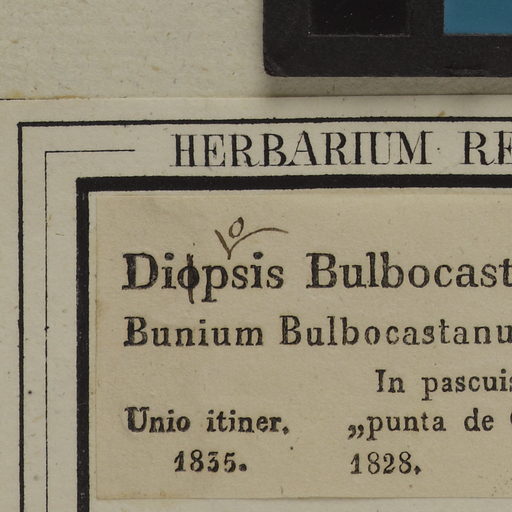 HERBARIUM RE
o
Diopsis Bulbocast
Bunium Bulbocastanu
In pascuis
Unio itiner. „punta de
1835. 1828.